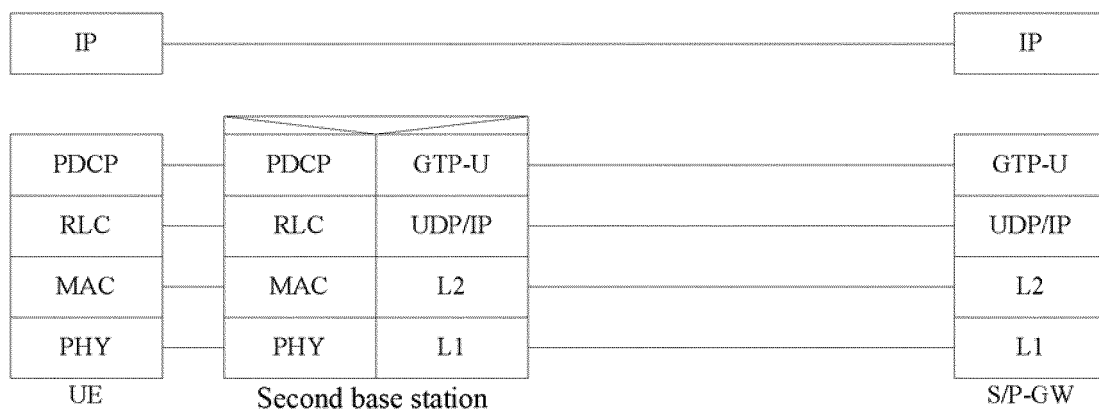 IP IP
PDCP PDCP GTP-U GTP-U
RLC RLC UDP/IP UDP/IP
MAC MAC L2 L2
PHY PHY L1 L1
UE Second base station S/P-GW